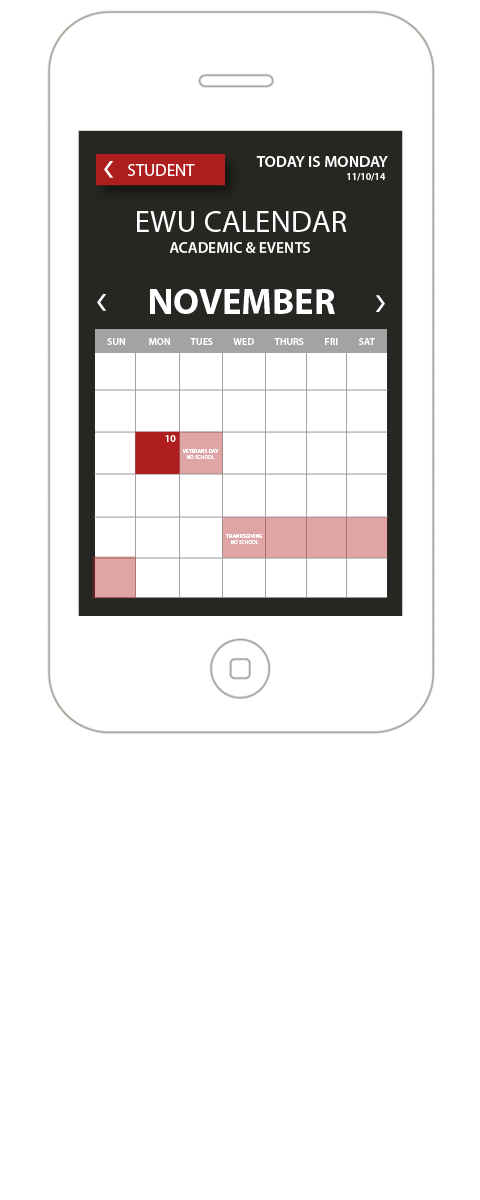 STUDENT
TODAY IS MONDAY
11/10/14
EWU CALENDAR
ACADEMIC & EVENTS
NOVEMBER
SUN MON TUES WED THURS FRI SAT
10
VETERANS DAY
NO SCHOOL
THANKSGIVING
NO SCHOOL